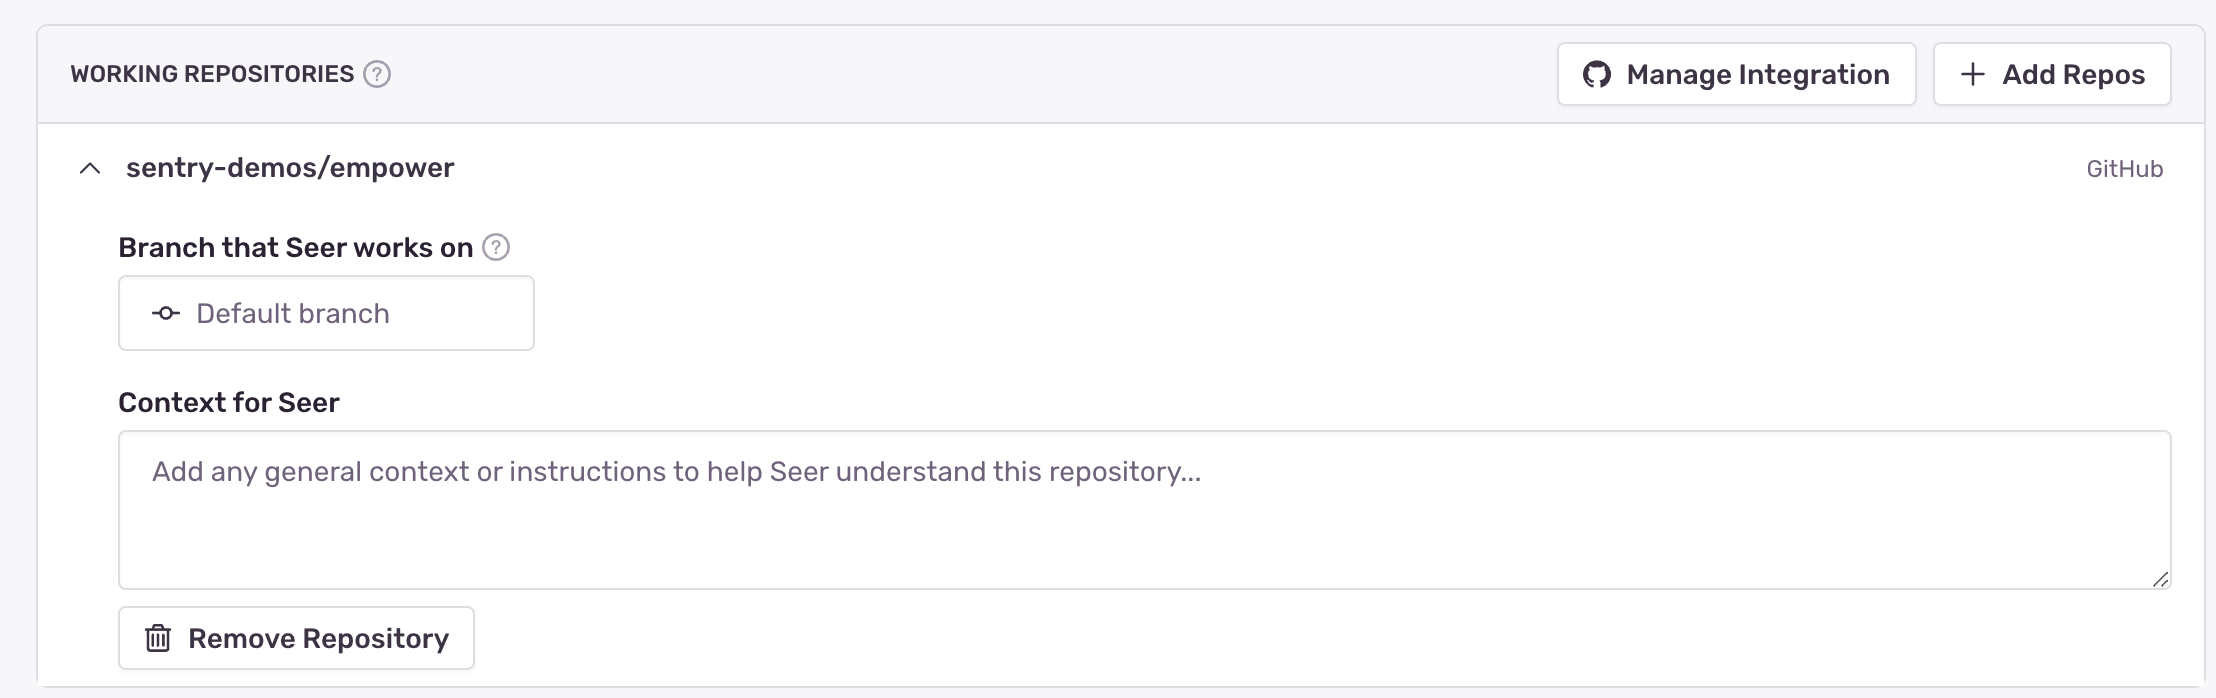 WORKING REPOSITORIES ?
Manage Integration
Add Repos
sentry-demos/empower
GitHub
Branch that Seer works on ?
Default branch
Context for Seer
Add any general context or instructions to help Seer understand this repository...
Remove Repository